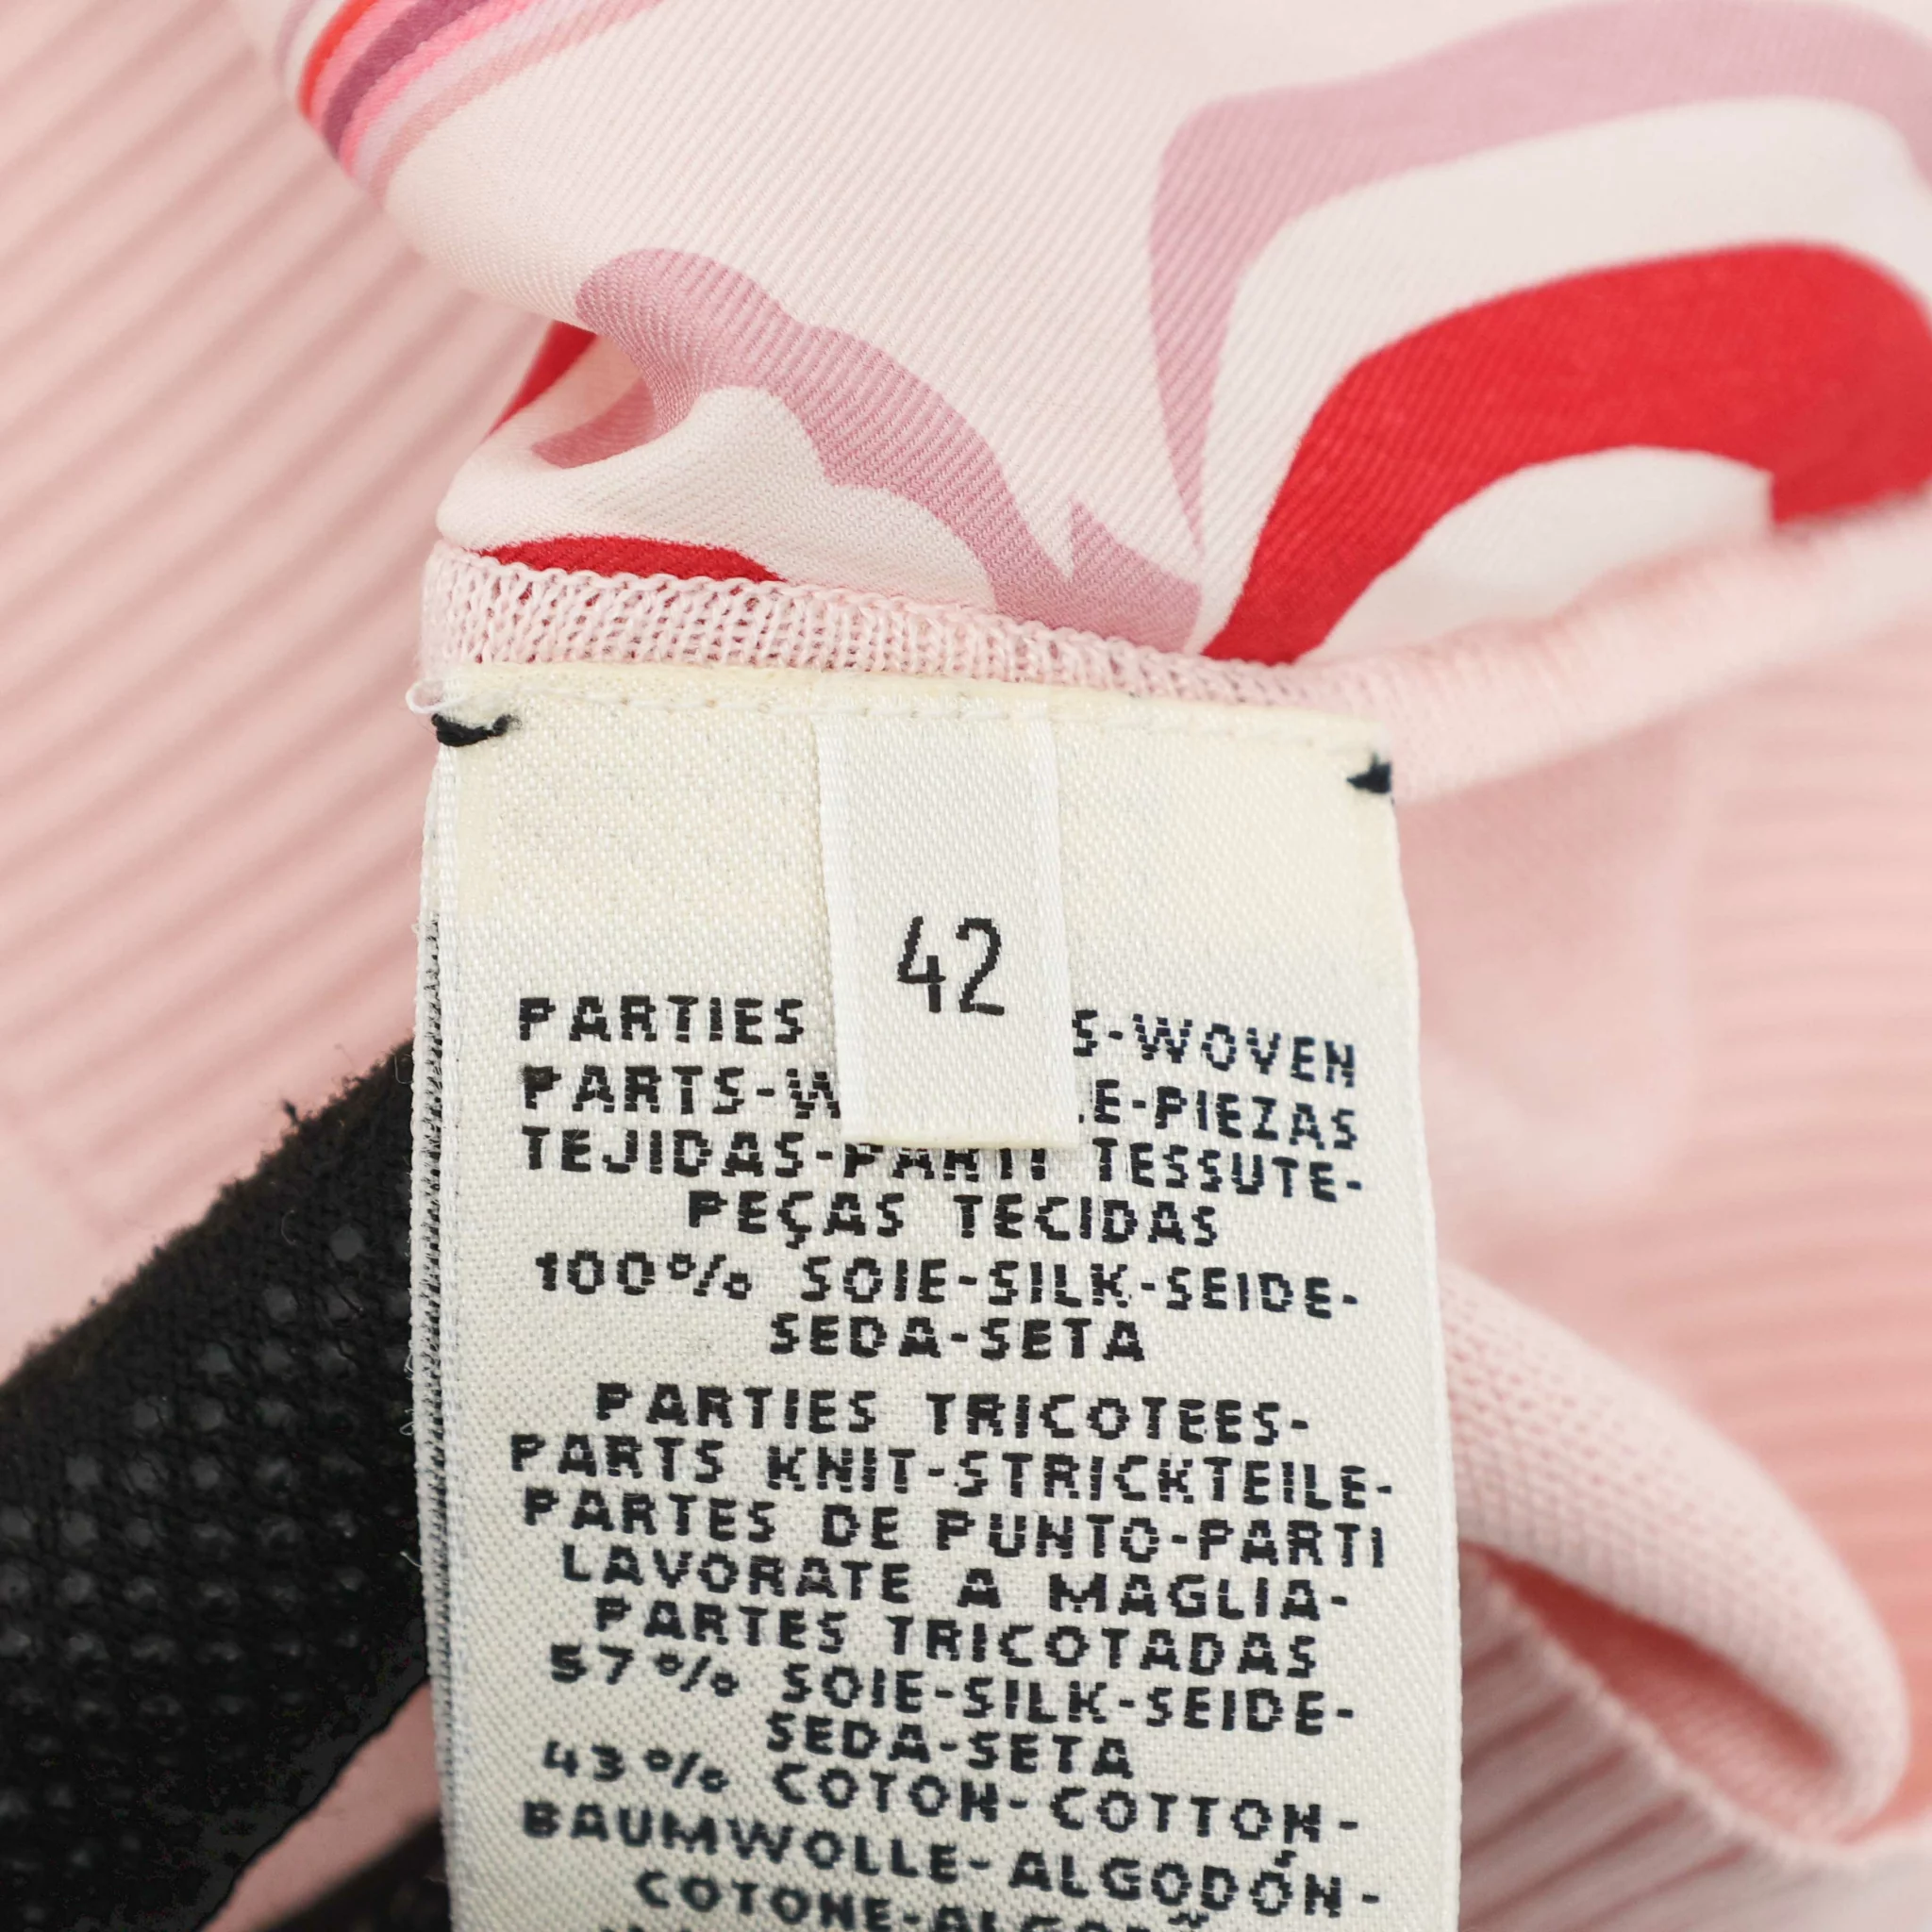 42
PARTIES S-WOVEN
PARTS-W LE-PIEZAS
TEJIDAS-PARTI TESSUTE-
PEÇAS TECIDAS
100% SOIE-SILK-SEIDE-
SEDA-SETA
PARTIES TRICOTEES-
PARTS KNIT-STRICKTEILE-
PARTES DE PUNTO-PARTI
LAVORATE A MAGLIA-
PARTES TRICOTADAS
57% SOIE-SILK-SEIDE-
SEDA-SETA
43% COTON-COTTON-
BAUMWOLLE-ALGODÓN-
COTONE-